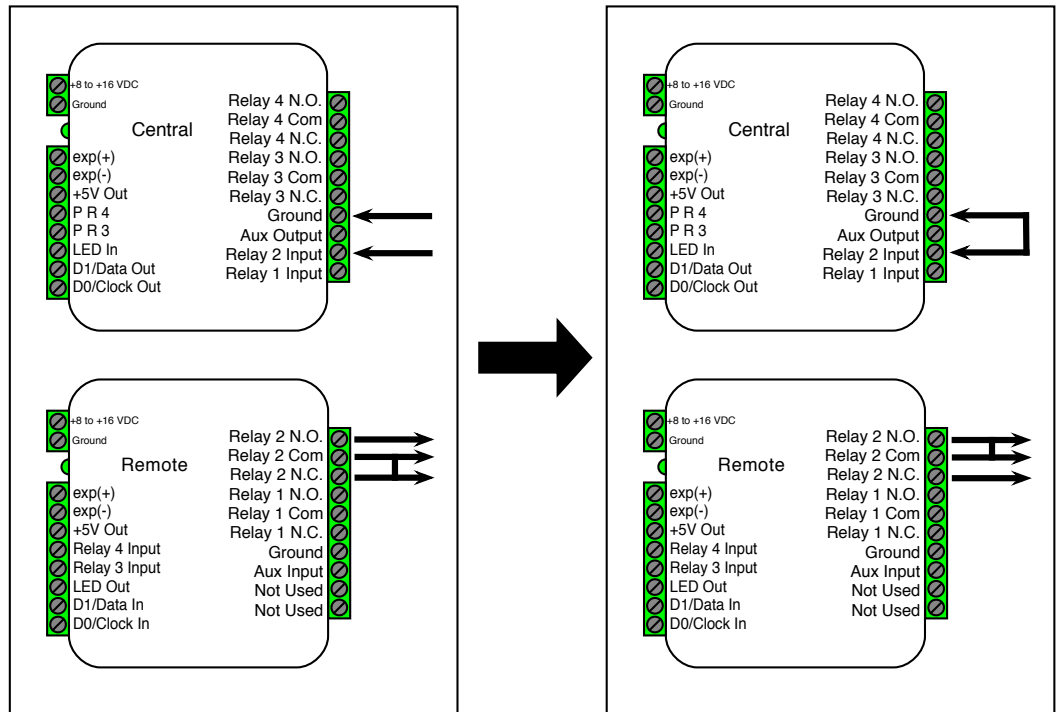 +8 to +16 VDC
Ground
Central
exp(+)
exp(-)
+5V Out
P R 4
P R 3
LED In
D1/Data Out
D0/Clock Out
Relay 4 N.O.
Relay 4 Com
Relay 4 N.C.
Relay 3 N.O.
Relay 3 Com
Relay 3 N.C.
Ground
Aux Output
Relay 2 Input
Relay 1 Input
+8 to +16 VDC
Ground
Remote
exp(+)
exp(-)
+5V Out
Relay 4 Input
Relay 3 Input
LED Out
D1/Data In
D0/Clock In
Relay 2 N.O.
Relay 2 Com
Relay 2 N.C.
Relay 1 N.O.
Relay 1 Com
Relay 1 N.C.
Ground
Aux Input
Not Used
Not Used
+8 to +16 VDC
Ground
Central
exp(+)
exp(-)
+5V Out
P R 4
P R 3
LED In
D1/Data Out
D0/Clock Out
Relay 4 N.O.
Relay 4 Com
Relay 4 N.C.
Relay 3 N.O.
Relay 3 Com
Relay 3 N.C.
Ground
Aux Output
Relay 2 Input
Relay 1 Input
+8 to +16 VDC
Ground
Remote
exp(+)
exp(-)
+5V Out
Relay 4 Input
Relay 3 Input
LED Out
D1/Data In
D0/Clock In
Relay 2 N.O.
Relay 2 Com
Relay 2 N.C.
Relay 1 N.O.
Relay 1 Com
Relay 1 N.C.
Ground
Aux Input
Not Used
Not Used